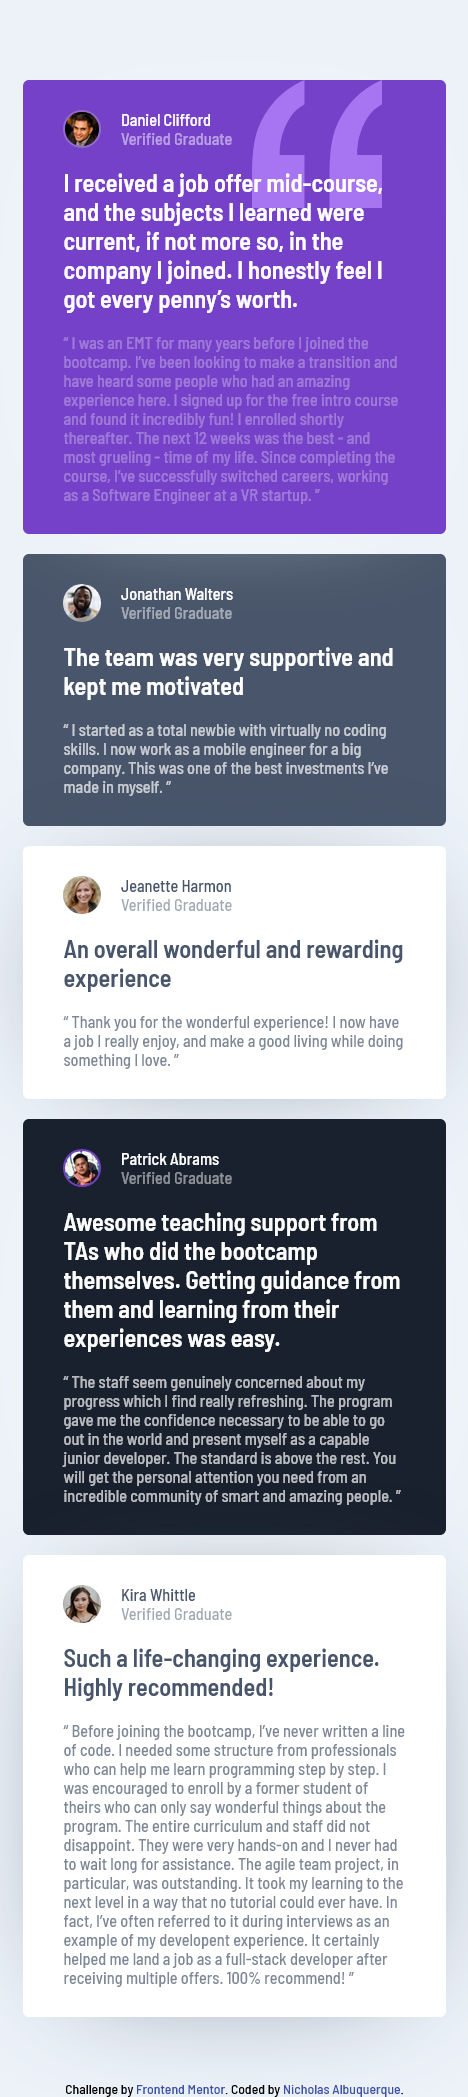 Daniel Clifford
Verified Graduate
I received a job offer mid-course,
and the subjects I learned were
current, if not more so, in the
company I joined. I honestly feel I
got every penny’s worth.
“ I was an EMT for many years before I joined the
bootcamp. I’ve been looking to make a transition and
have heard some people who had an amazing
experience here. I signed up for the free intro course
and found it incredibly fun! I enrolled shortly
thereafter. The next 12 weeks was the best - and
most grueling - time of my life. Since completing the
course, I’ve successfully switched careers, working
as a Software Engineer at a VR startup. ”
Jonathan Walters
Verified Graduate
The team was very supportive and
kept me motivated
“ I started as a total newbie with virtually no coding
skills. I now work as a mobile engineer for a big
company. This was one of the best investments I’ve
made in myself. ”
Jeanette Harmon
Verified Graduate
An overall wonderful and rewarding
experience
“ Thank you for the wonderful experience! I now have
a job I really enjoy, and make a good living while doing
something I love. ”
Patrick Abrams
Verified Graduate
Awesome teaching support from
TAs who did the bootcamp
themselves. Getting guidance from
them and learning from their
experiences was easy.
“ The staff seem genuinely concerned about my
progress which I find really refreshing. The program
gave me the confidence necessary to be able to go
out in the world and present myself as a capable
junior developer. The standard is above the rest. You
will get the personal attention you need from an
incredible community of smart and amazing people. ”
Kira Whittle
Verified Graduate
Such a life-changing experience.
Highly recommended!
“ Before joining the bootcamp, I’ve never written a line
of code. I needed some structure from professionals
who can help me learn programming step by step. I
was encouraged to enroll by a former student of
theirs who can only say wonderful things about the
program. The entire curriculum and staff did not
disappoint. They were very hands-on and I never had
to wait long for assistance. The agile team project, in
particular, was outstanding. It took my learning to the
next level in a way that no tutorial could ever have. In
fact, I’ve often referred to it during interviews as an
example of my developent experience. It certainly
helped me land a job as a full-stack developer after
receiving multiple offers. 100% recommend! ”
Challenge by Frontend Mentor. Coded by Nicholas Albuquerque.